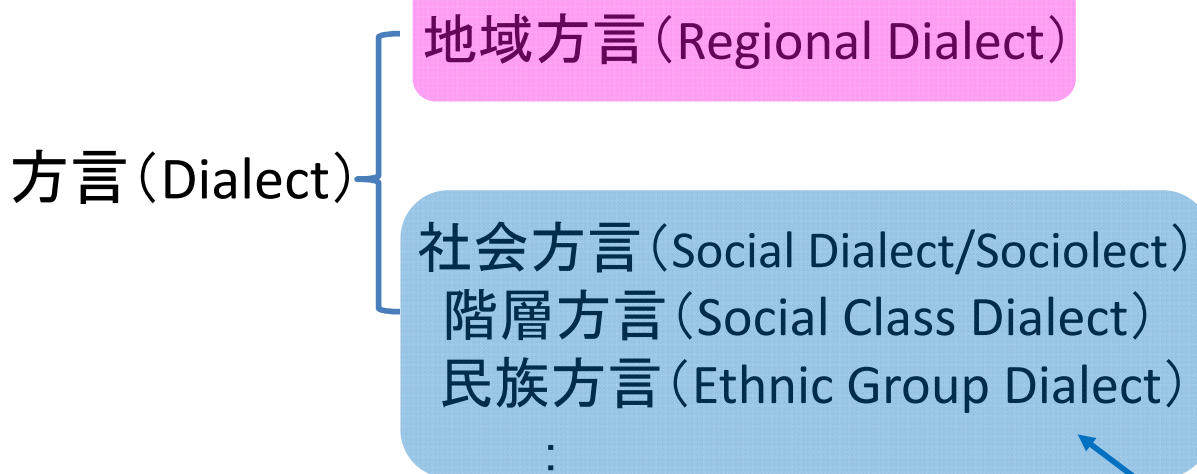 地域方言（Regional Dialect）
方言（Dialect）
社会方言（Social Dialect/Sociolect）
階層方言（Social Class Dialect）
民族方言（Ethnic Group Dialect）
：